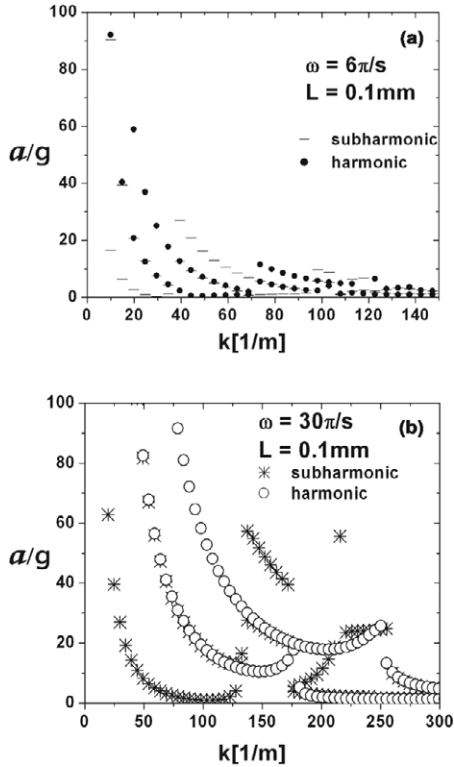 100
(a)
ω = 6π/s
80
L = 0.1mm
60
subharmonic
a/g
harmonic
40
20
0
0 20 40 60 80 100 120 140
k[1/m]
100
ω = 30π/s (b)
L = 0.1mm
80
subharmonic
harmonic
60
a/g
40
20
0
0 50 100 150 200 250 300
k[1/m]